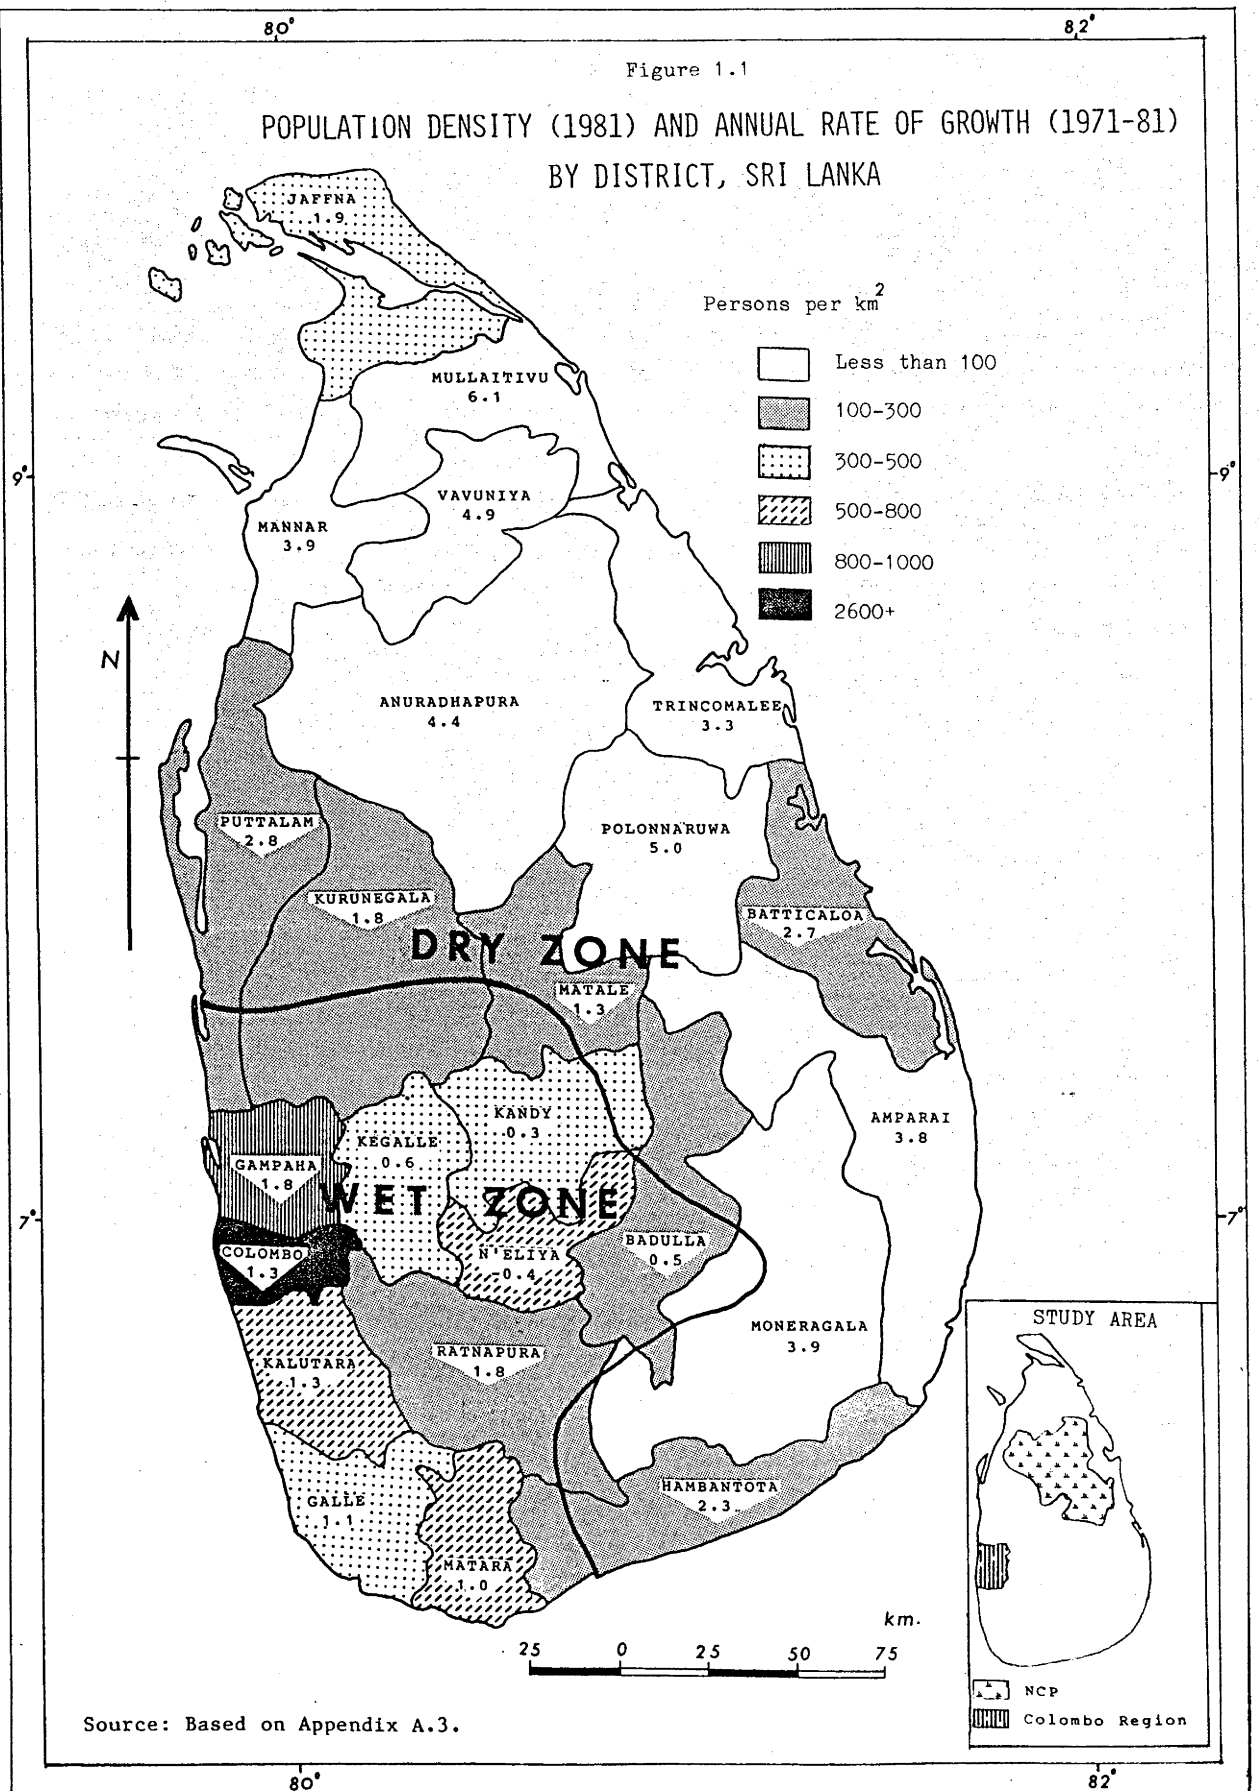 80°
82°
Figure 1.1
POPULATION DENSITY (1981) AND ANNUAL RATE OF GROWTH (1971-81)
BY DISTRICT, SRI LANKA
JAFFNA
1.9
Persons per km2
Less than 100
100-300
300-500
500-800
800-1000
2600+
MULLAITIVU
6.1
9°
9°
VAVUNIYA
4.9
MANNAR
3.9
N
ANURADHAPURA
4.4
TRINCOMALEE
3.3
PUTTALAM
2.8
POLONNARUWA
5.0
KURUNEGALA
1.8
BATTICALOA
2.7
DRY ZONE
MATALE
1.3
KANDY
0.3
AMPARAI
3.8
KEGALLE
0.6
GAMPAHA
1.8
WET ZONE
7°
7°
COLOMBO
1.3
N'ELIYA
-0.4
BADULLA
0.5
MONERAGALA
3.9
RATNAPURA
1.8
KALUTARA
1.3
GALLE
1.1
HAMBANTOTA
2.3
MATARA
1.0
STUDY AREA
NCP
Colombo Region
km.
25 0 25 50 75
Source: Based on Appendix A.3.
80°
82°